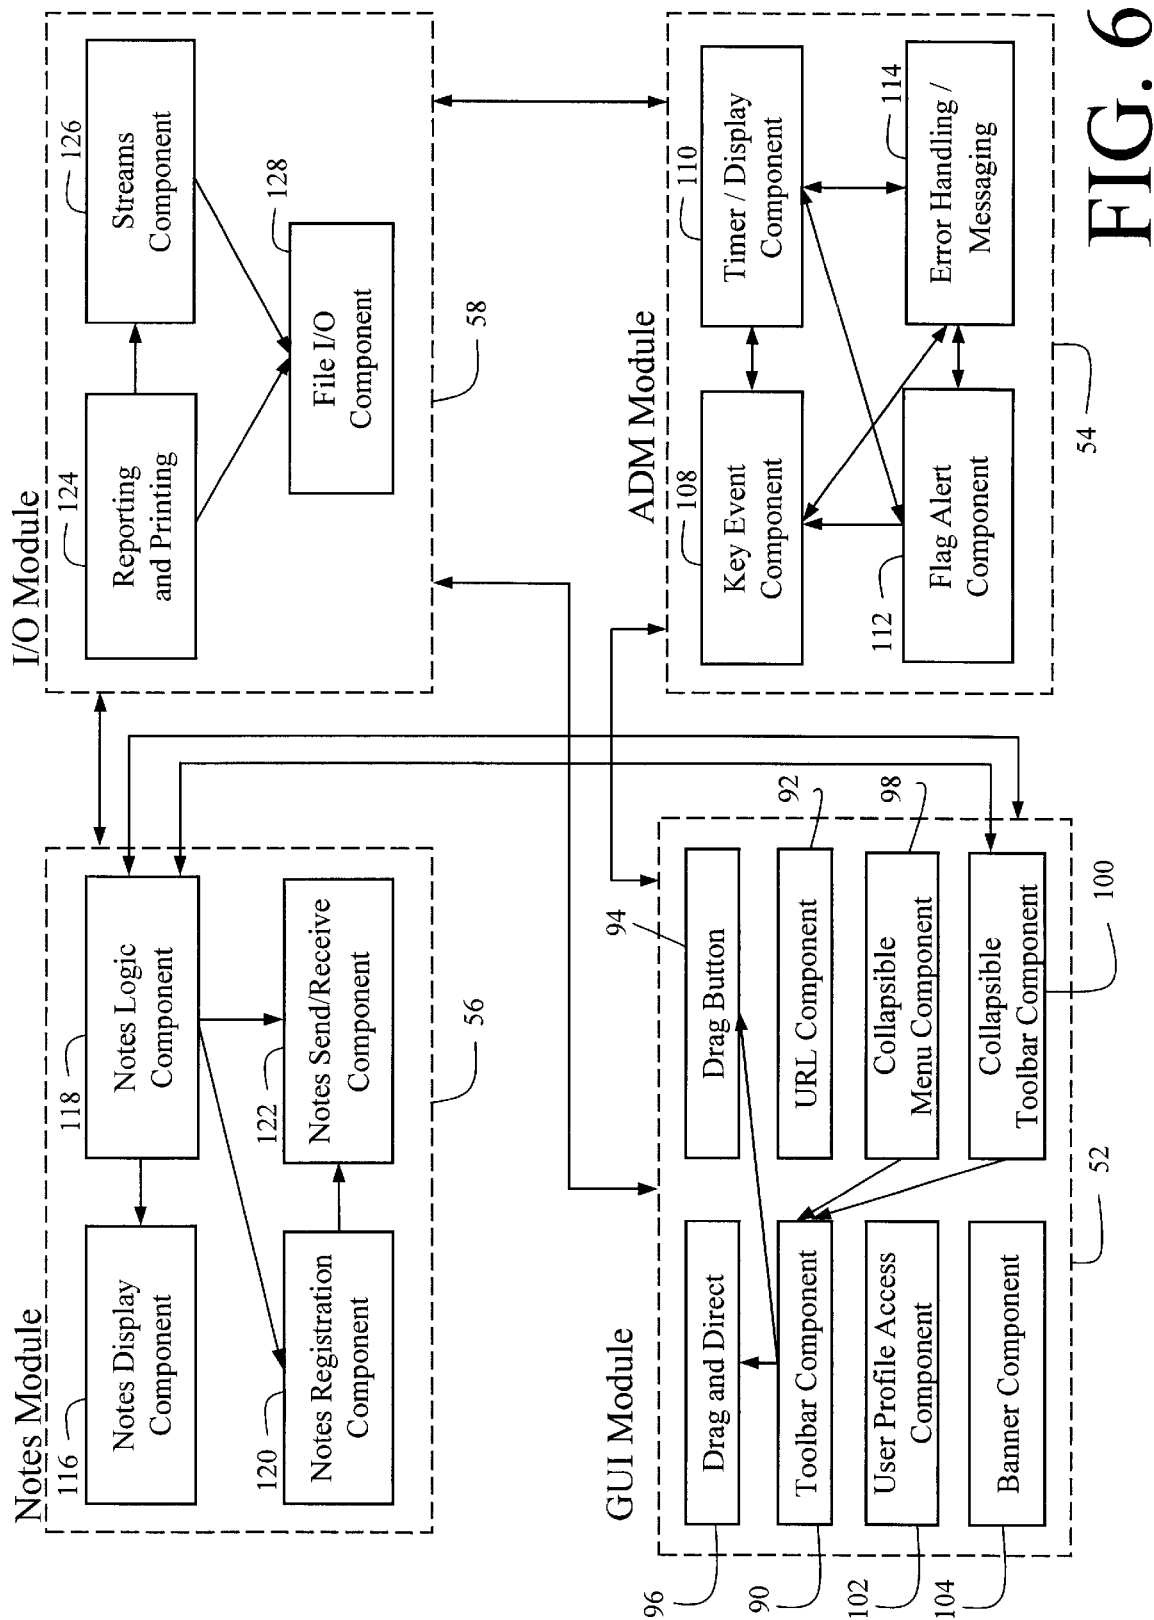 Notes Module
116
Notes Display
Component
118
Notes Logic
Component
120
Notes Registration
Component
122
Notes Send/Receive
Component
56
I/O Module
124
Reporting
and Printing
126
Streams
Component
128
File I/O
Component
58
GUI Module
96
Drag and Direct
94
Drag Button
90
Toolbar Component
92
URL Component
102
User Profile Access
Component
98
Collapsible
Menu Component
104
Banner Component
Collapsible
Toolbar Component
100
52
ADM Module
108
Key Event
Component
110
Timer / Display
Component
112
Flag Alert
Component
114
Error Handling /
Messaging
54
FIG. 6